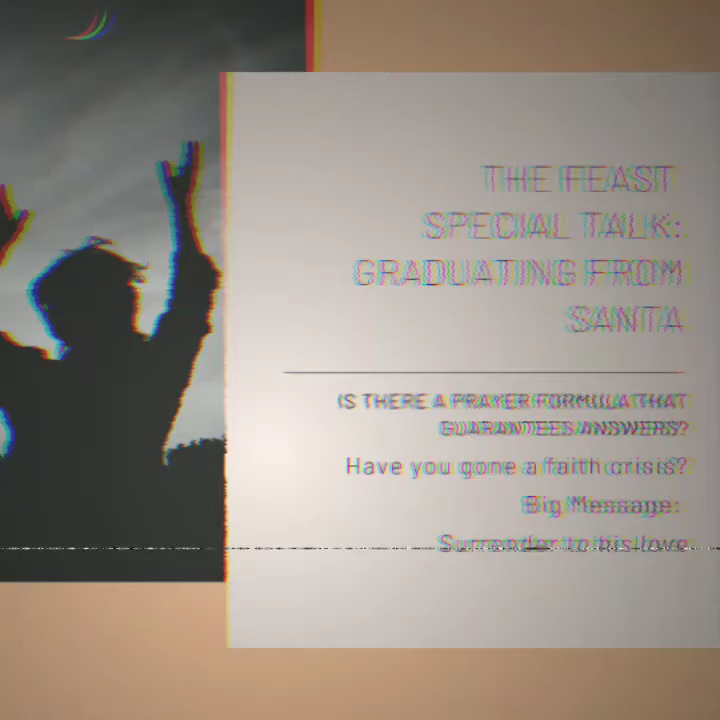 THE FEAST
SPECIAL TALK:
GRADUATING FROM
SANTA
IS THERE A PRAYER FORMULA THAT
GUARANTEES ANSWERS?
Have you gone a faith crisis?
Big Message:
Surrender to his love